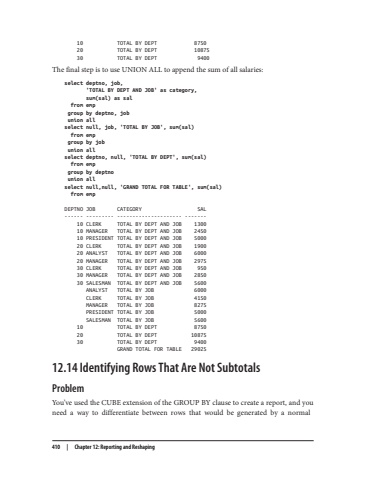 10 TOTAL BY DEPT 8750
20 TOTAL BY DEPT 10875
30 TOTAL BY DEPT 9400
The final step is to use UNION ALL to append the sum of all salaries:
select deptno, job,
'TOTAL BY DEPT AND JOB' as category,
sum(sal) as sal
from emp
group by deptno, job
union all
select null, job, 'TOTAL BY JOB', sum(sal)
from emp
group by job
union all
select deptno, null, 'TOTAL BY DEPT', sum(sal)
from emp
group by deptno
union all
select null,null, 'GRAND TOTAL FOR TABLE', sum(sal)
from emp
DEPTNO JOB CATEGORY SAL
------ --------- --------------------- -------
10 CLERK TOTAL BY DEPT AND JOB 1300
10 MANAGER TOTAL BY DEPT AND JOB 2450
10 PRESIDENT TOTAL BY DEPT AND JOB 5000
20 CLERK TOTAL BY DEPT AND JOB 1900
20 ANALYST TOTAL BY DEPT AND JOB 6000
20 MANAGER TOTAL BY DEPT AND JOB 2975
30 CLERK TOTAL BY DEPT AND JOB 950
30 MANAGER TOTAL BY DEPT AND JOB 2850
30 SALESMAN TOTAL BY DEPT AND JOB 5600
ANALYST TOTAL BY JOB 6000
CLERK TOTAL BY JOB 4150
MANAGER TOTAL BY JOB 8275
PRESIDENT TOTAL BY JOB 5000
SALESMAN TOTAL BY JOB 5600
10 TOTAL BY DEPT 8750
20 TOTAL BY DEPT 10875
30 TOTAL BY DEPT 9400
GRAND TOTAL FOR TABLE 29025
12.14 Identifying Rows That Are Not Subtotals
Problem
You've used the CUBE extension of the GROUP BY clause to create a report, and you
need a way to differentiate between rows that would be generated by a normal
410 | Chapter 12: Reporting and Reshaping